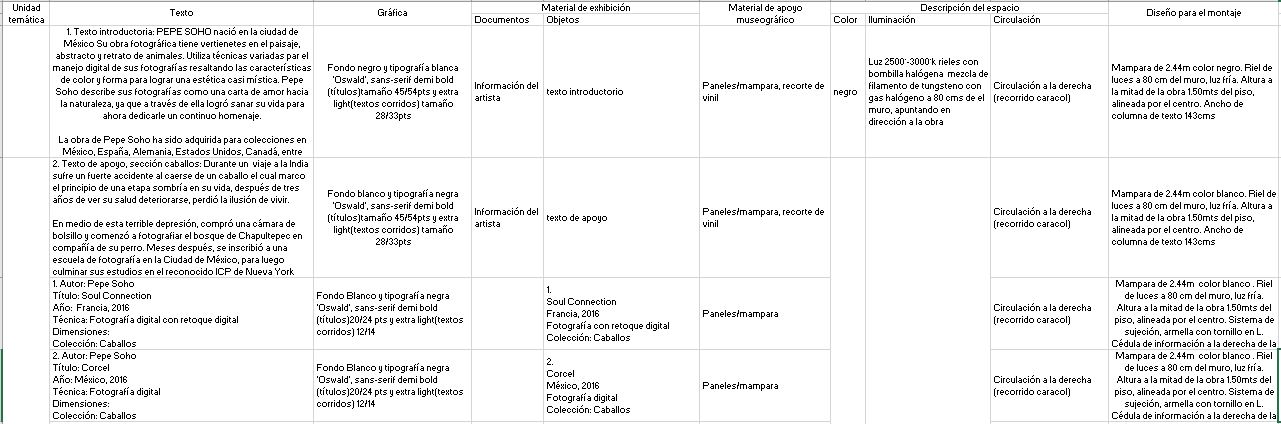 Unidad temática
Texto
Gráfica
Material de exhibición
Documentos
Objetos
Material de apoyo museográfico
Descripción del espacio
Color
Iluminación
Circulación
Diseño para el montaje
1. Texto introductoria: PEPE SOHO nació en la ciudad de
México Su obra fotográfica tiene vertienetes en el paisaje,
abstracto y retrato de animales. Utiliza técnicas variadas par el
manejo digital de sus fotografías resaltando las características
de color y forma para lograr una estética casi mística. Pepe
Soho describe sus fotografías como una carta de amor hacia
la naturaleza, ya que a través de ella logró sanar su vida para
ahora dedicarle un continuo homenaje.
La obra de Pepe Soho ha sido adquirida para colecciones en
México, España, Alemania, Estados Unidos, Canadá, entre
Fondo negro y tipografía blanca
'Oswald', sans-serif demi bold
(títulos)tamaño 45/54pts y extra
light(textos corridos) tamaño
28/33pts
Información del
artista
texto introductorio
Paneles/mampara, recorte de
vinil
negro
Luz 2500'-3000'k rieles con
bombilla halógena mezcla de
filamento de tungsteno con
gas halógeno a 80 cms de el
muro, apuntando en
dirección a la obra
Circulación a la derecha
(recorrido caracol)
Mampara de 2.44m color negro. Riel de
luces a 80 cm del muro, luz fría. Altura a
la mitad de la obra 1.50mts del piso,
alineada por el centro. Ancho de
columna de texto 143cms
2. Texto de apoyo, sección caballos: Durante un viaje a la India
sufre un fuerte accidente al caerse de un caballo el cual marco
el principio de una etapa sombría en su vida, después de tres
años de ver su salud deteriorarse, perdió la ilusión de vivir.
En medio de esta terrible depresión, compró una cámara de
bolsillo y comenzó a fotografiar el bosque de Chapultepec en
compañía de su perro. Meses después, se inscribió a una
escuela de fotografía en la Ciudad de México, para luego
culminar sus estudios en el reconocido ICP de Nueva York
Fondo blanco y tipografía negra
'Oswald', sans-serif demi bold
(títulos)tamaño 45/54pts y extra
light(textos corridos) tamaño
28/33pts
Información del
artista
texto de apoyo
Paneles/mampara, recorte de
vinil
Circulación a la derecha
(recorrido caracol)
Mampara de 2.44m color blanco. Riel de
luces a 80 cm del muro, luz fría. Altura a
la mitad de la obra 1.50mts del piso,
alineada por el centro. Ancho de
columna de texto 143cms
1. Autor: Pepe Soho
Título: Soul Connection
Año: Francia, 2016
Técnica: Fotografía digital con retoque digital
Dimensiones:
Colección: Caballos
Fondo Blanco y tipografía negra
'Oswald', sans-serif demi bold
(títulos)20/24 pts y extra light(textos
corridos) 12/14
1.
Soul Connection
Francia, 2016
Fotografía con retoque digital
Colección: Caballos
Paneles/mampara
Circulación a la derecha
(recorrido caracol)
Mampara de 2.44m color blanco . Riel
de luces a 80 cm del muro, luz fría.
Altura a la mitad de la obra 1.50mts del
piso, alineada por el centro. Sistema de
sujeción, armella con tornillo en L.
Cédula de información a la derecha de la
2. Autor: Pepe Soho
Título: Corcel
Año: México, 2016
Técnica: Fotografía digital
Dimensiones:
Colección: Caballos
Fondo Blanco y tipografía negra
'Oswald', sans-serif demi bold
(títulos)20/24 pts y extra light(textos
corridos) 12/14
2.
Corcel
México, 2016
Fotografía digital
Colección: Caballos
Paneles/mampara
Circulación a la derecha
(recorrido caracol)
Mampara de 2.44m color blanco . Riel
de luces a 80 cm del muro, luz fría.
Altura a la mitad de la obra 1.50mts del
piso, alineada por el centro. Sistema de
sujeción, armella con tornillo en L.
Cédula de información a la derecha de la